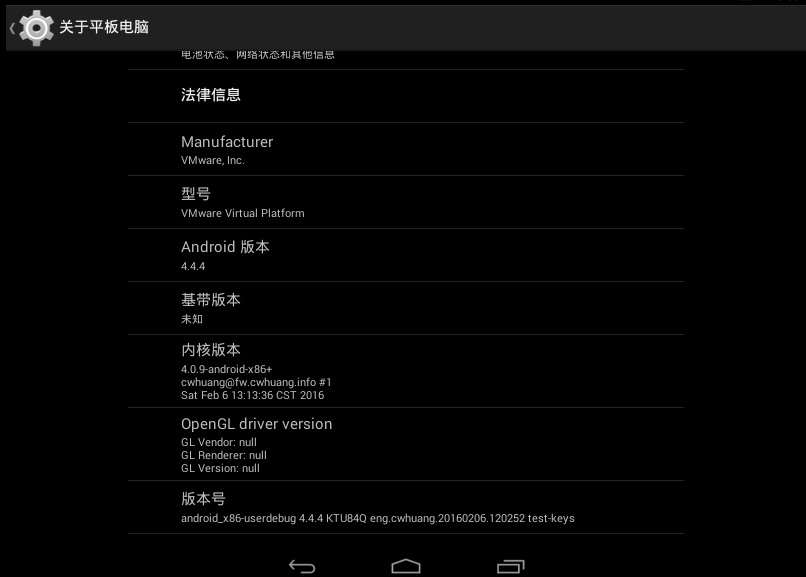 关于平板电脑
电池状态、网络状态和其他信息
法律信息
Manufacturer
VMware, Inc.
型号
VMware Virtual Platform
Android 版本
4.4.4
基带版本
未知
内核版本
4.0.9-android-x86+
cwhuang@fw.cwhuang.info #1
Sat Feb 6 13:13:36 CST 2016
OpenGL driver version
GL Vendor: null
GL Renderer: null
GL Version: null
版本号
android_x86-userdebug 4.4.4 KTU84Q eng.cwhuang.20160206.120252 test-keys